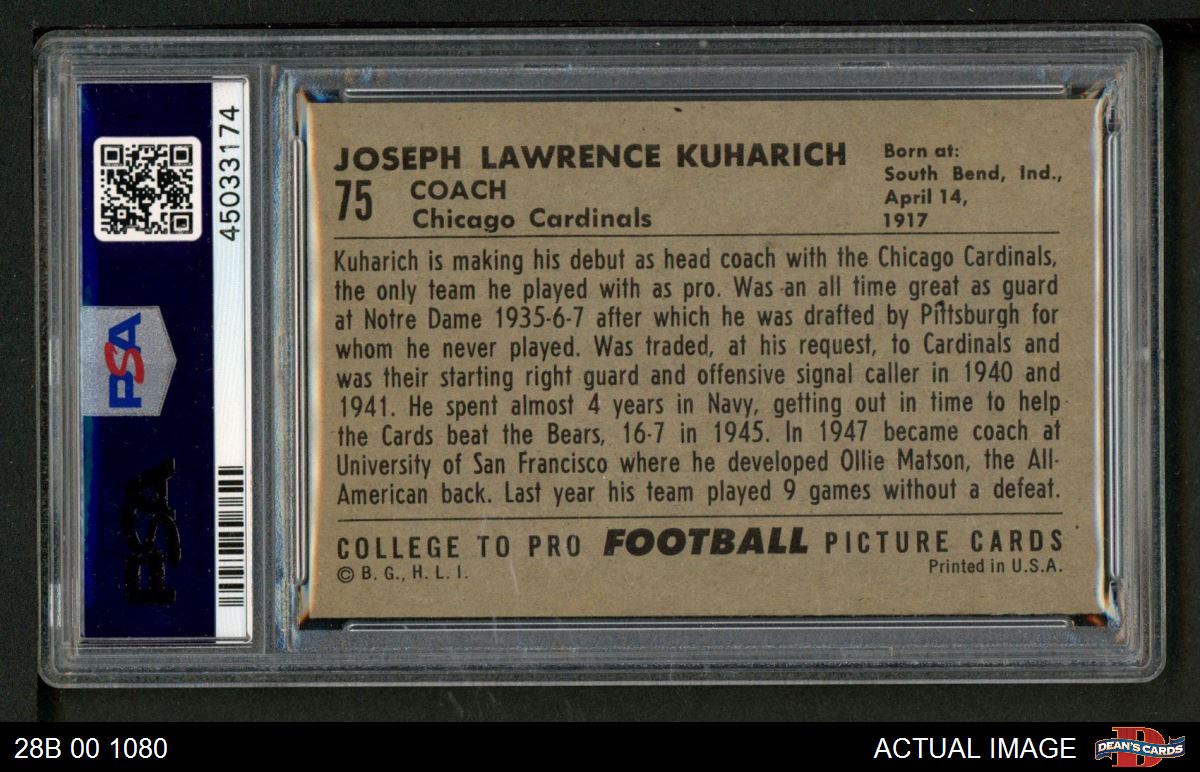 45033174
PSA
PSA
JOSEPH LAWRENCE KUHARICH
75 COACH
Chicago Cardinals
Born at:
South Bend, Ind.,
April 14,
1917
Kuharich is making his debut as head coach with the Chicago Cardinals,
the only team he played with as pro. Was an all time great as guard
at Notre Dame 1935-6-7 after which he was drafted by Pittsburgh for
whom he never played. Was traded, at his request, to Cardinals and
was their starting right guard and offensive signal caller in 1940 and
1941. He spent almost 4 years in Navy, getting out in time to help
the Cards beat the Bears, 16-7 in 1945. In 1947 became coach at
University of San Francisco where he developed Ollie Matson, the All-
American back. Last year his team played 9 games without a defeat.
COLLEGE TO PRO FOOTBALL PICTURE CARDS
© B. G., H. L. I.
Printed in U.S.A.
28B 00 1080
ACTUAL IMAGE
D
DEAN'S CARDS